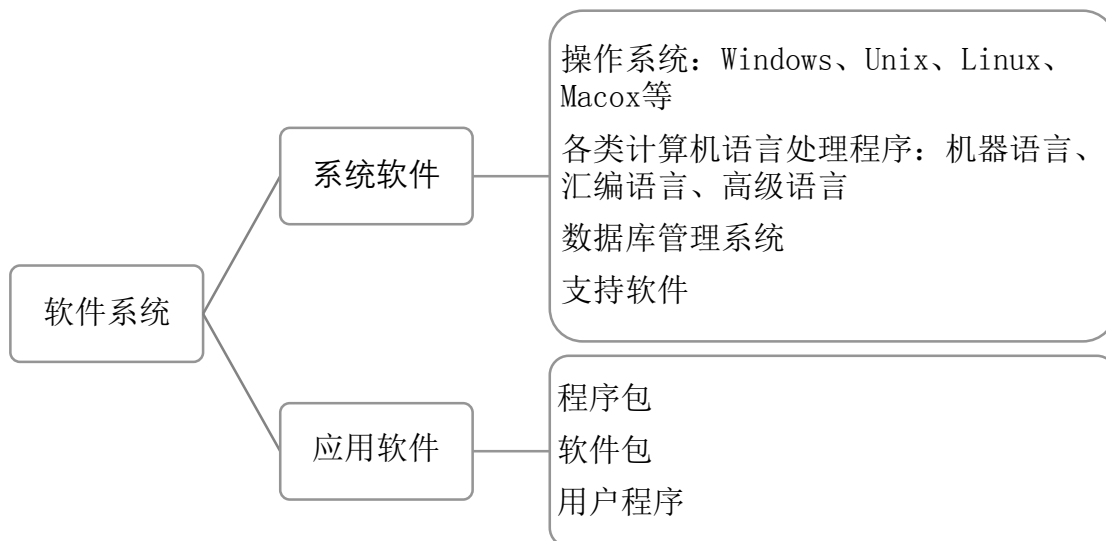 软件系统
系统软件
操作系统：Windows、Unix、Linux、
Macox等
各类计算机语言处理程序：机器语言、
汇编语言、高级语言
数据库管理系统
支持软件
应用软件
程序包
软件包
用户程序